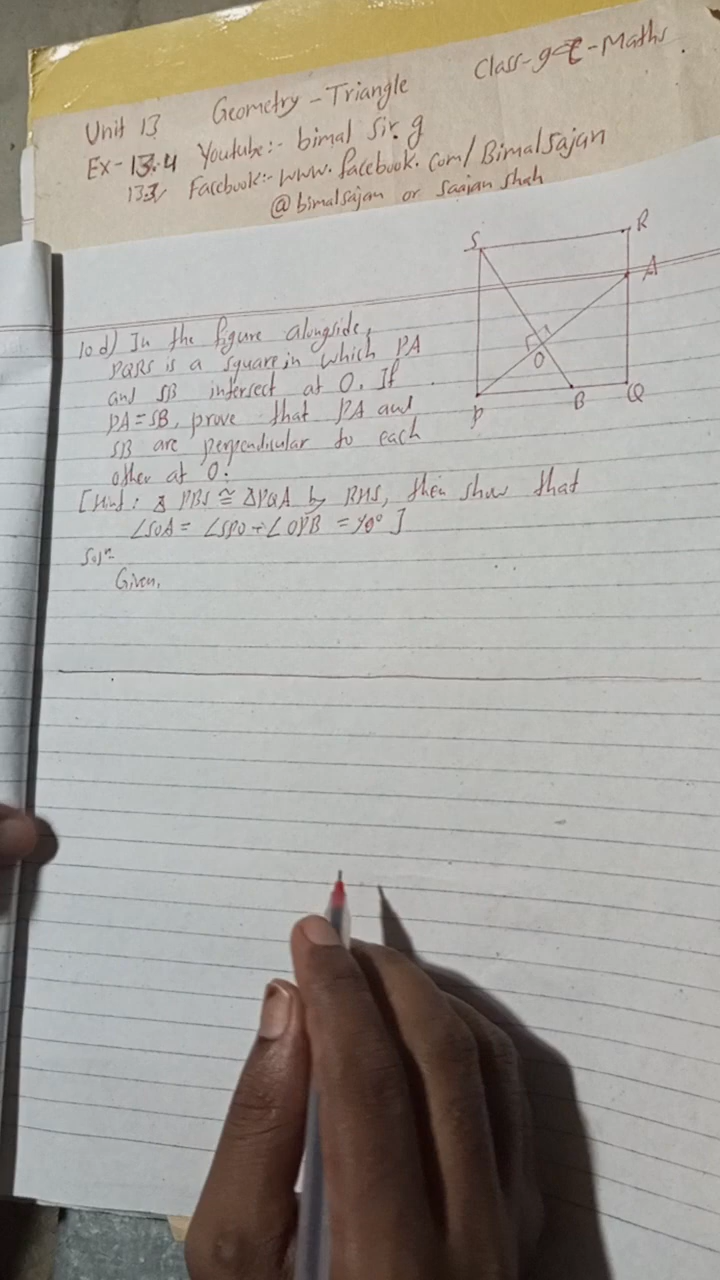 Class-9 - Maths.
Unit 13 Geometry - Triangle
Ex - 13.4 Youtube:- bimal sir g
13.3 Facebook:- www.facebook.com/Bimalsajan
@bimalsajan or Sajan Shah
S R
A
O
P B Q
10 d) In the figure alongside,
PQRS is a square in which PA
and SB intersect at O. If
PA = SB, prove that PA and
SB are perpendicular to each
other at O.
[Hint: Δ PBS ≅ ΔPQA by RHS, then show that
∠SOA = ∠SPO + ∠OPB = 90° ]
Solⁿ
Given,